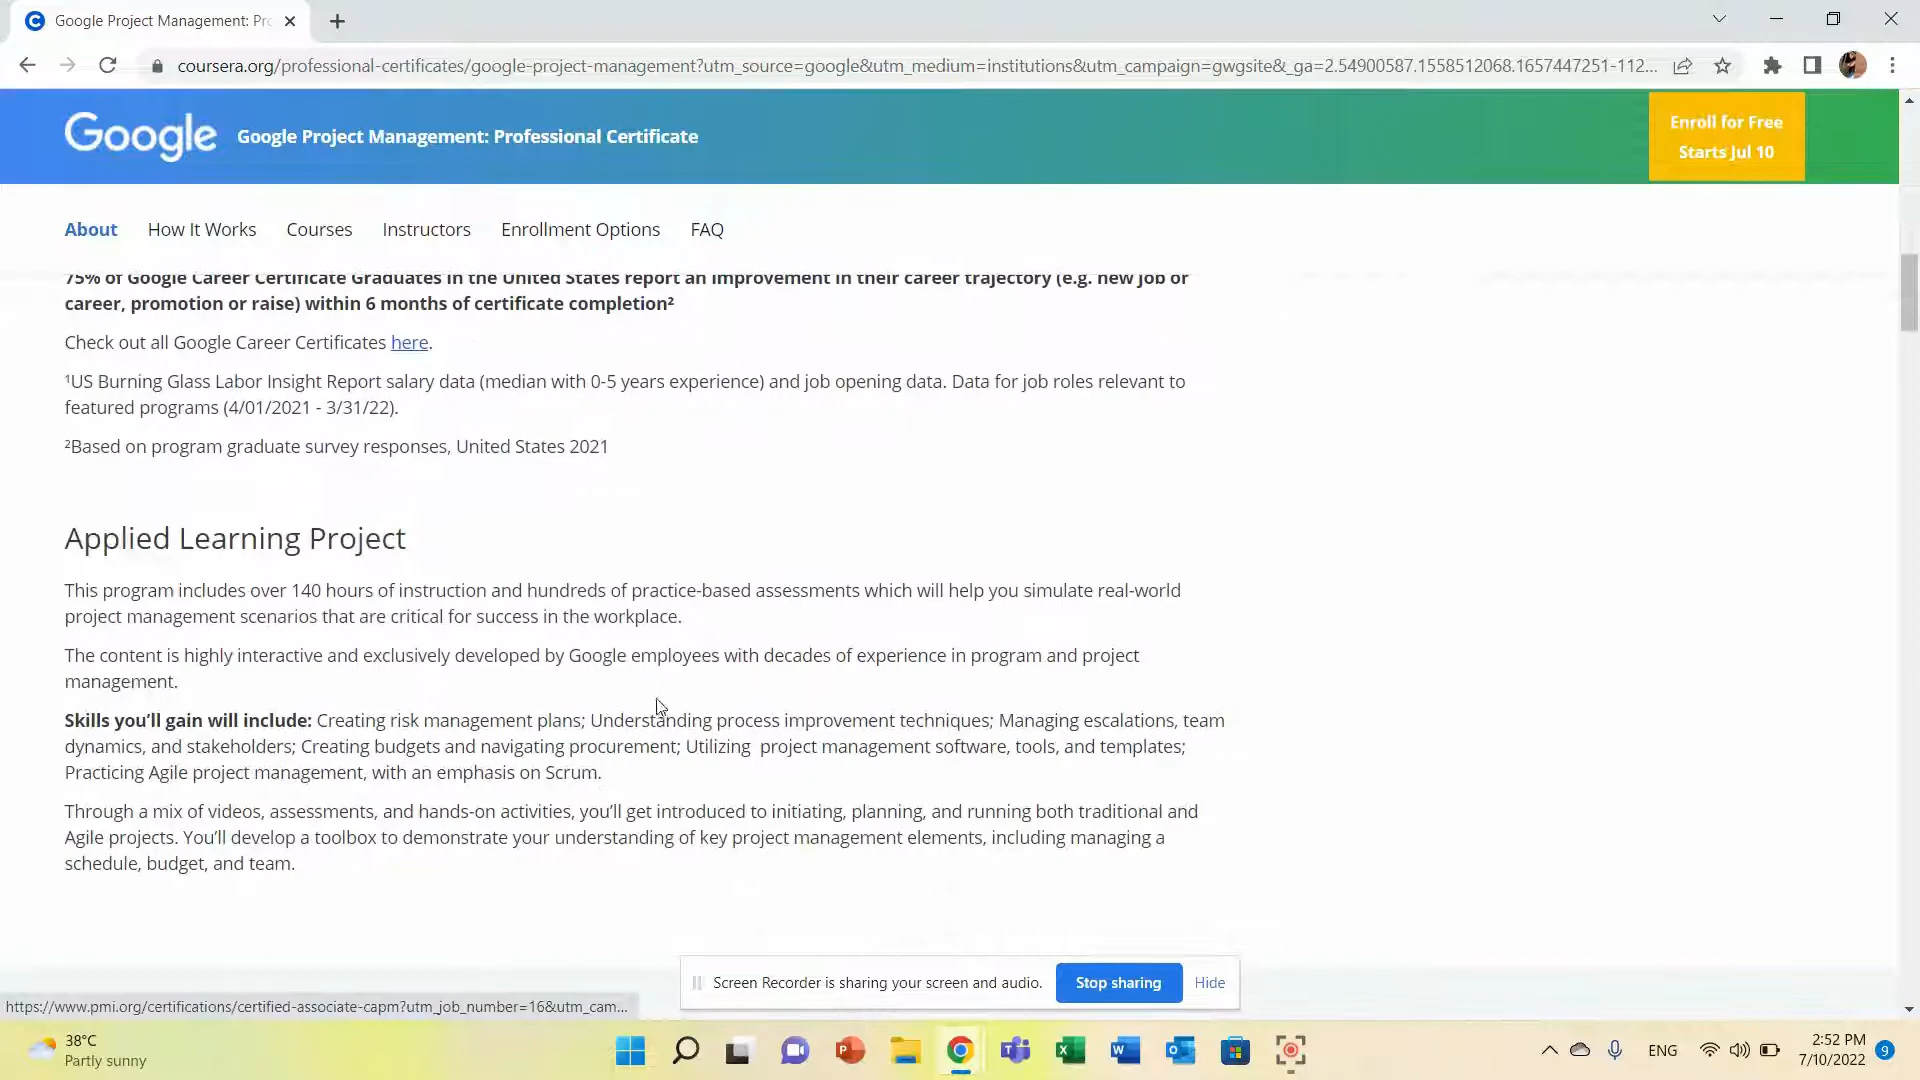 Google Project Management: Pro
coursera.org/professional-certificates/google-project-management?utm_source=google&utm_medium=institutions&utm_campaign=gwgsite&_ga=2.54900587.1558512068.1657447251-112...
Google
Google Project Management: Professional Certificate
Enroll for Free
Starts Jul 10
About How It Works Courses Instructors Enrollment Options FAQ
75% of Google Career Certificate Graduates in the United States report an improvement in their career trajectory (e.g. new job or
career, promotion or raise) within 6 months of certificate completion²
Check out all Google Career Certificates here.
¹US Burning Glass Labor Insight Report salary data (median with 0-5 years experience) and job opening data. Data for job roles relevant to
featured programs (4/01/2021 - 3/31/22).
²Based on program graduate survey responses, United States 2021
Applied Learning Project
This program includes over 140 hours of instruction and hundreds of practice-based assessments which will help you simulate real-world
project management scenarios that are critical for success in the workplace.
The content is highly interactive and exclusively developed by Google employees with decades of experience in program and project
management.
Skills you’ll gain will include: Creating risk management plans; Understanding process improvement techniques; Managing escalations, team
dynamics, and stakeholders; Creating budgets and navigating procurement; Utilizing project management software, tools, and templates;
Practicing Agile project management, with an emphasis on Scrum.
Through a mix of videos, assessments, and hands-on activities, you’ll get introduced to initiating, planning, and running both traditional and
Agile projects. You’ll develop a toolbox to demonstrate your understanding of key project management elements, including managing a
schedule, budget, and team.
Screen Recorder is sharing your screen and audio. Stop sharing Hide
https://www.pmi.org/certifications/certified-associate-capm?utm_job_number=16&utm_cam...
38°C
Partly sunny
ENG
2:52 PM
7/10/2022
9